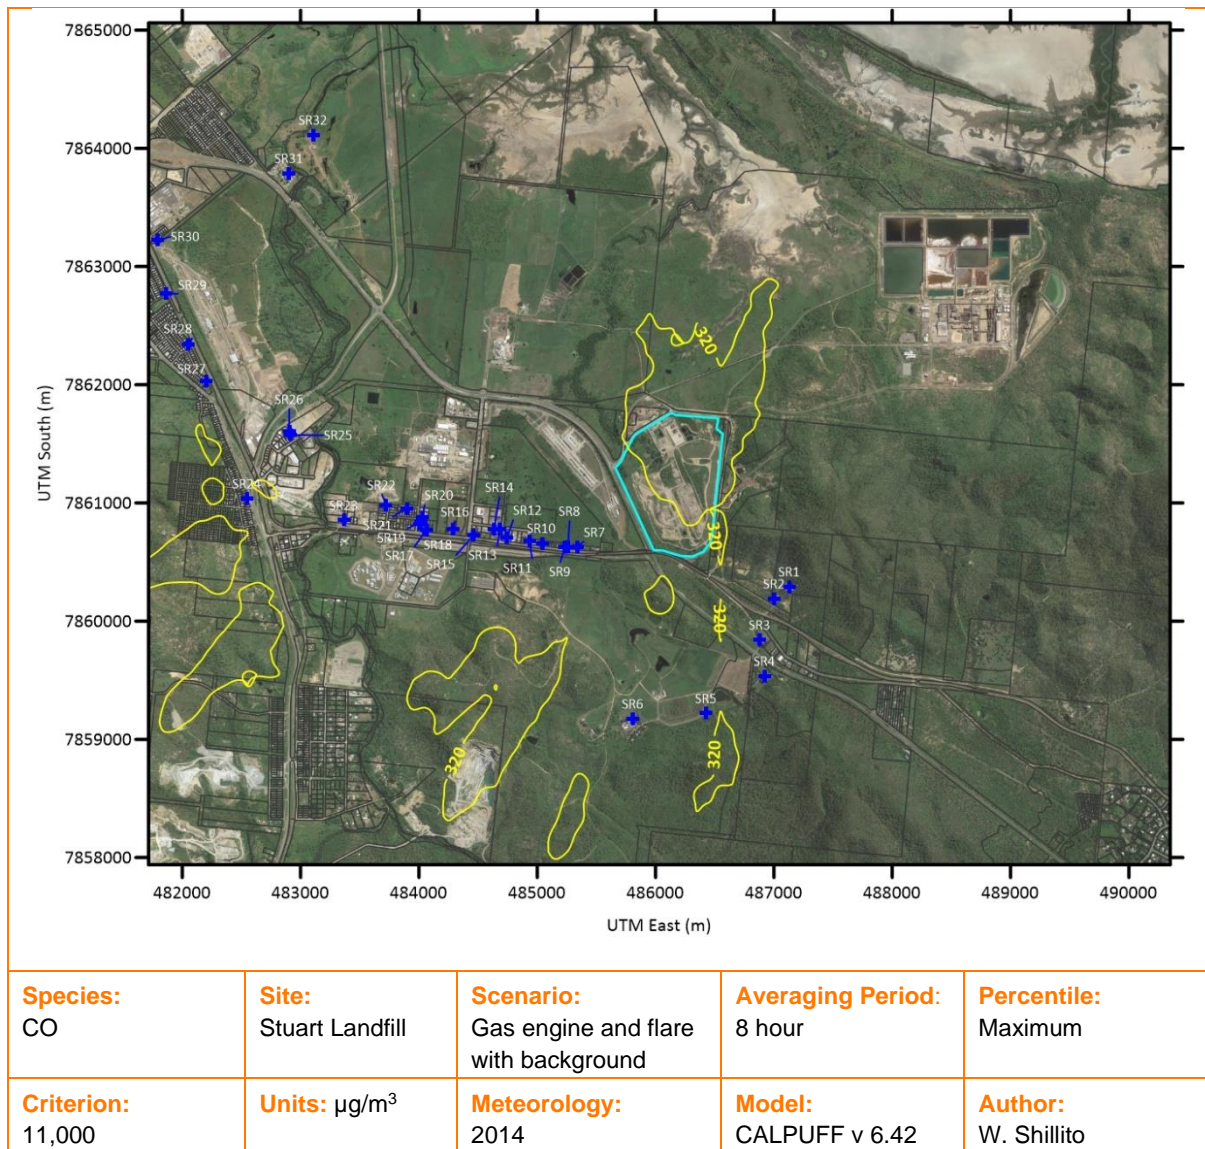 7865000
7864000
7863000
7862000
7861000
7860000
7859000
7858000
UTM South (m)
SR32
SR31
SR30
SR29
SR28
SR27
SR26
SR25
SR24
SR23
SR22
SR21
SR20
SR19
SR17
SR18
SR16
SR15
SR14
SR13
SR12
SR11
SR10
SR9
SR8
SR7
SR1
SR2
SR3
SR4
SR5
SR6
320
320
320
320
320
482000 483000 484000 485000 486000 487000 488000 489000 490000
UTM East (m)
Species: Site: Scenario: Averaging Period: Percentile:
CO Stuart Landfill Gas engine and flare 8 hour Maximum
with background
Criterion: Units: µg/m³ Meteorology: Model: Author:
11,000 2014 CALPUFF v 6.42 W. Shillito